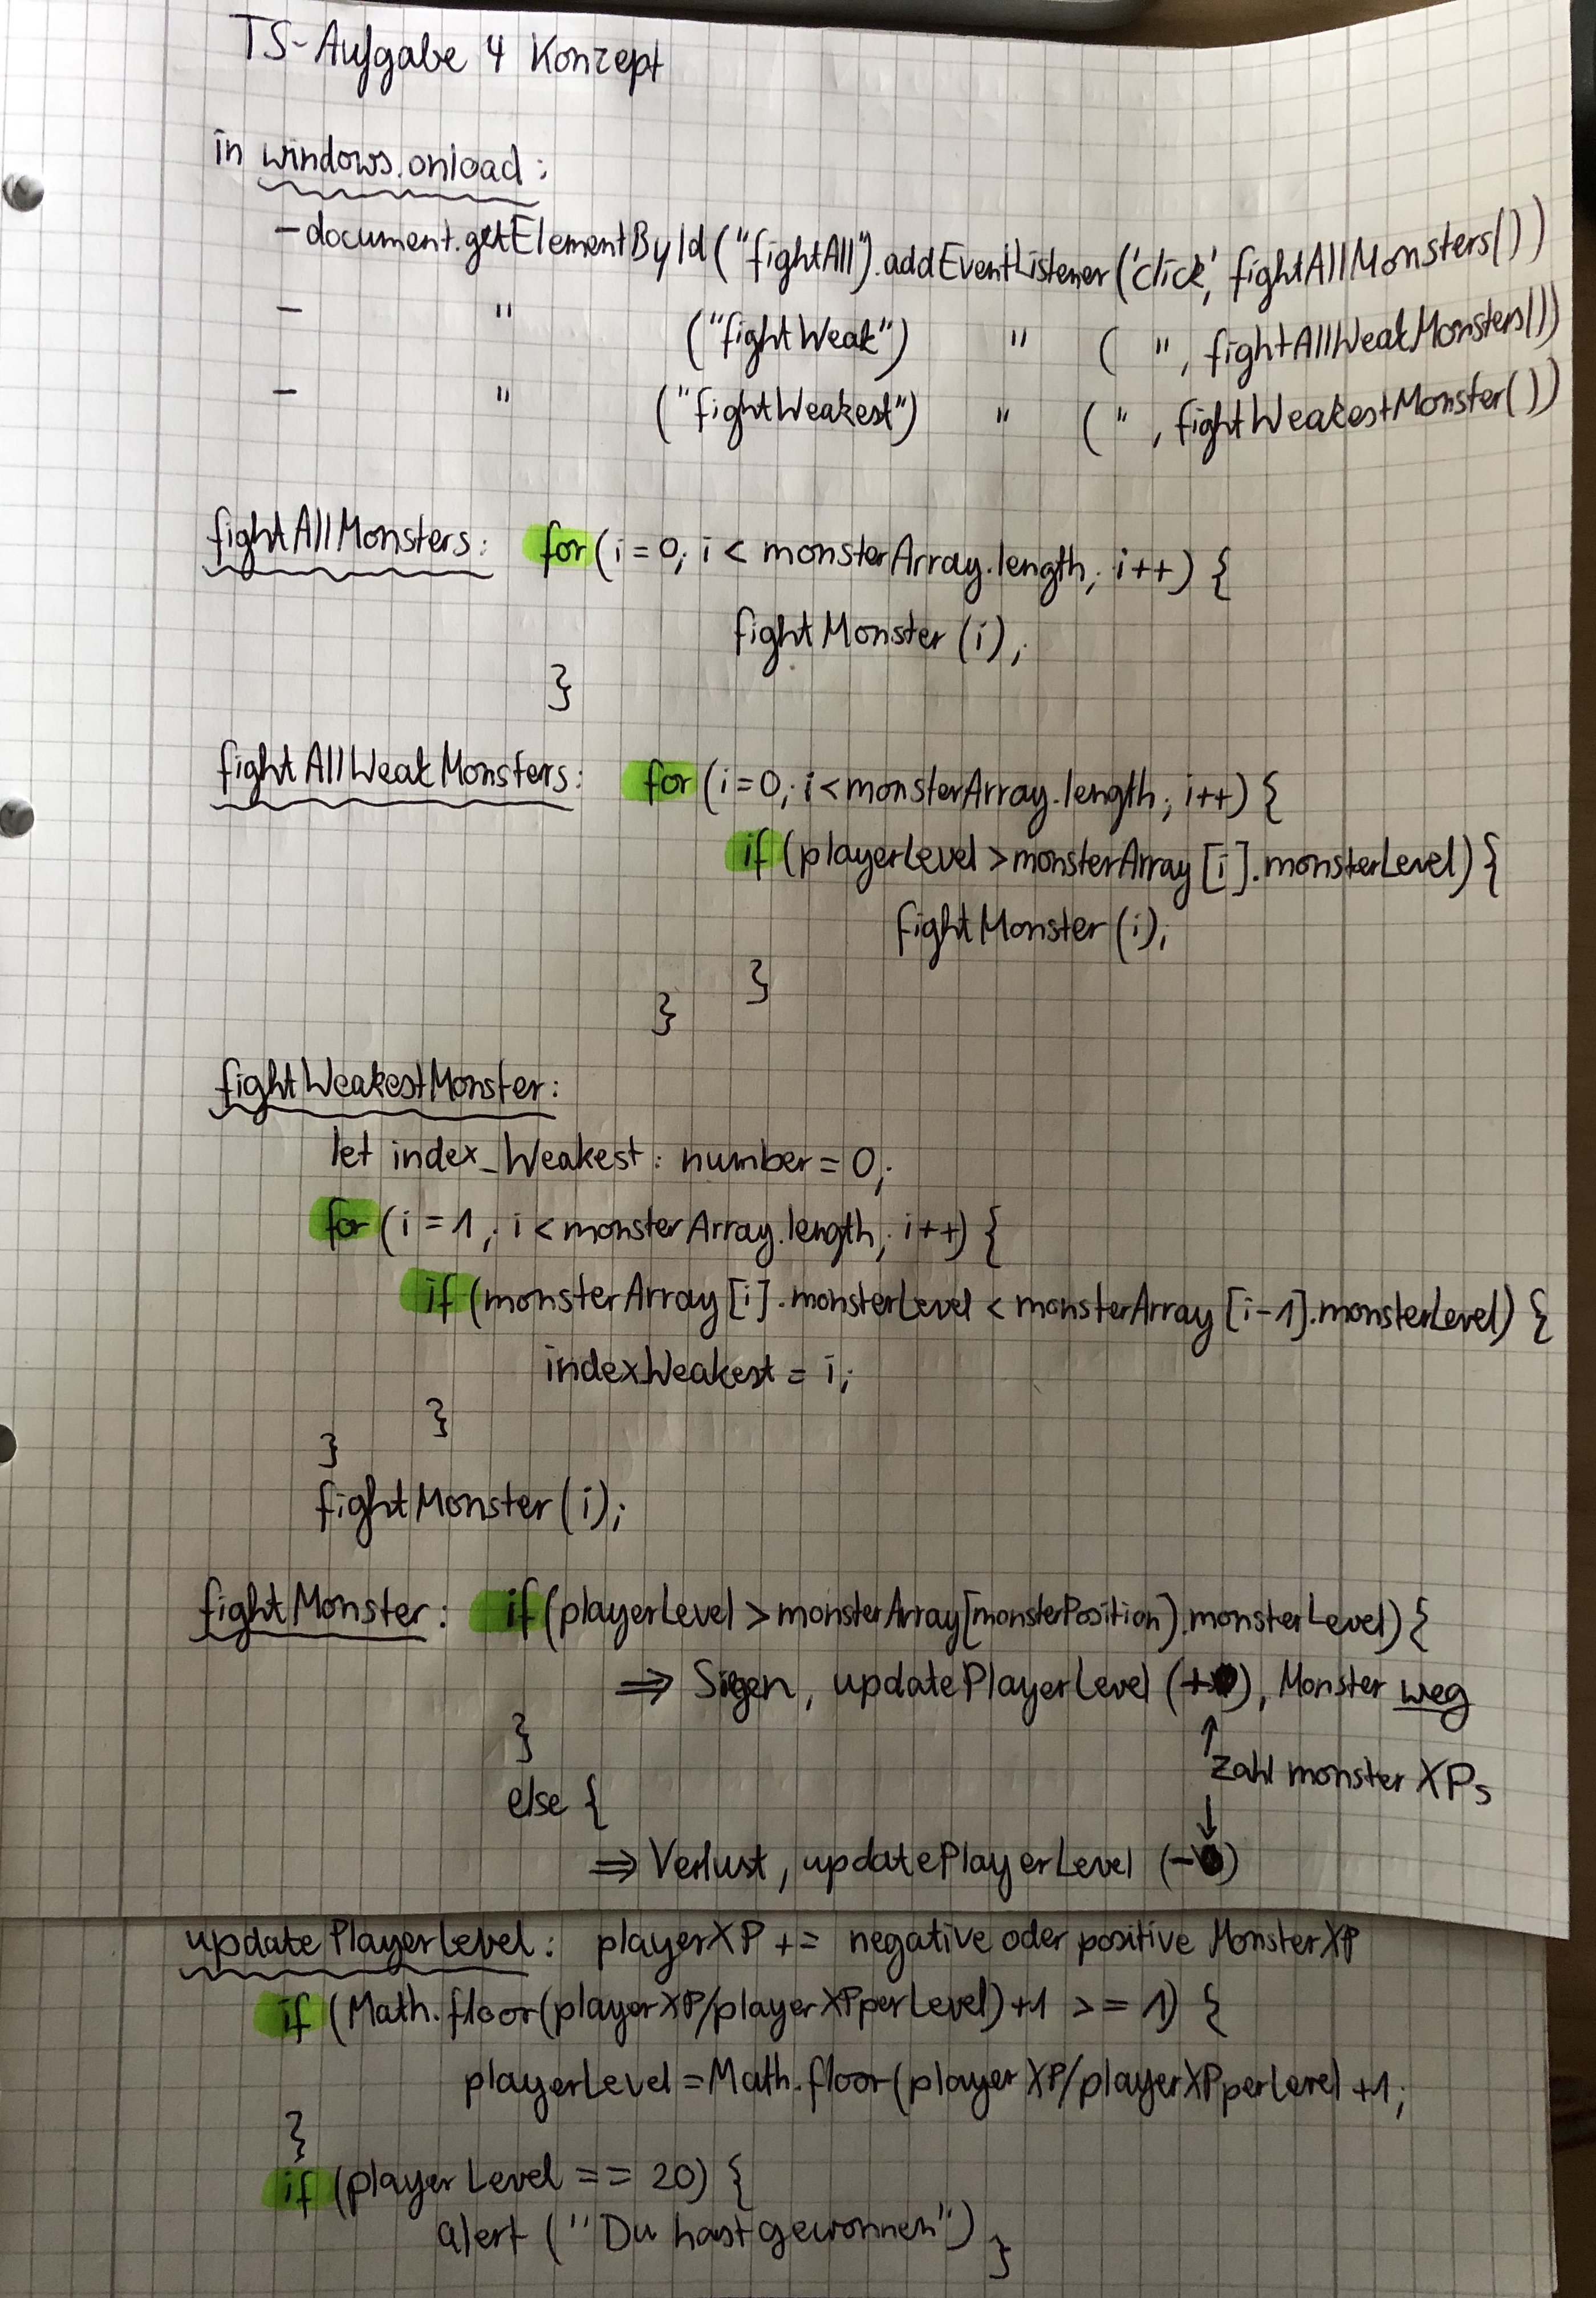 TS-Aufgabe 4 Konzept
in windows.onload:
- document.getElementById("fightAll").addEventListener('click', fightAllMonsters())
- " ("fightWeak") " ( ", fightAllWeakMonsters())
- " ("fightWeakest") " ( ", fightWeakestMonster())
fightAllMonsters: for (i=0; i < monsterArray.length; i++) {
fightMonster (i);
}
fightAllWeakMonsters: for (i=0; i<monsterArray.length; i++) {
if (playerLevel > monsterArray [i].monsterLevel) {
fightMonster (i);
}
}
fightWeakestMonster:
let index_Weakest: number = 0;
for (i = 1; i < monsterArray.length; i++) {
if (monsterArray [i].monsterLevel < monsterArray [i-1].monsterLevel) {
index_Weakest = i;
}
}
fightMonster (i);
fightMonster: if (playerLevel > monsterArray[monsterPosition].monsterLevel) {
⇒ Siegen, updatePlayerLevel (+), Monster weg
}
↑
zahl monster XPs
else {
↓
⇒ Verlust, updatePlayerLevel (-)
updatePlayerLevel: playerXP += negative oder positive MonsterXP
if (Math.floor(playerXP/playerXPperLevel)+1 >= 1) {
playerLevel = Math.floor(playerXP/playerXPperLevel) +1;
}
if (playerLevel == 20) {
alert ("Du hast gewonnen") }